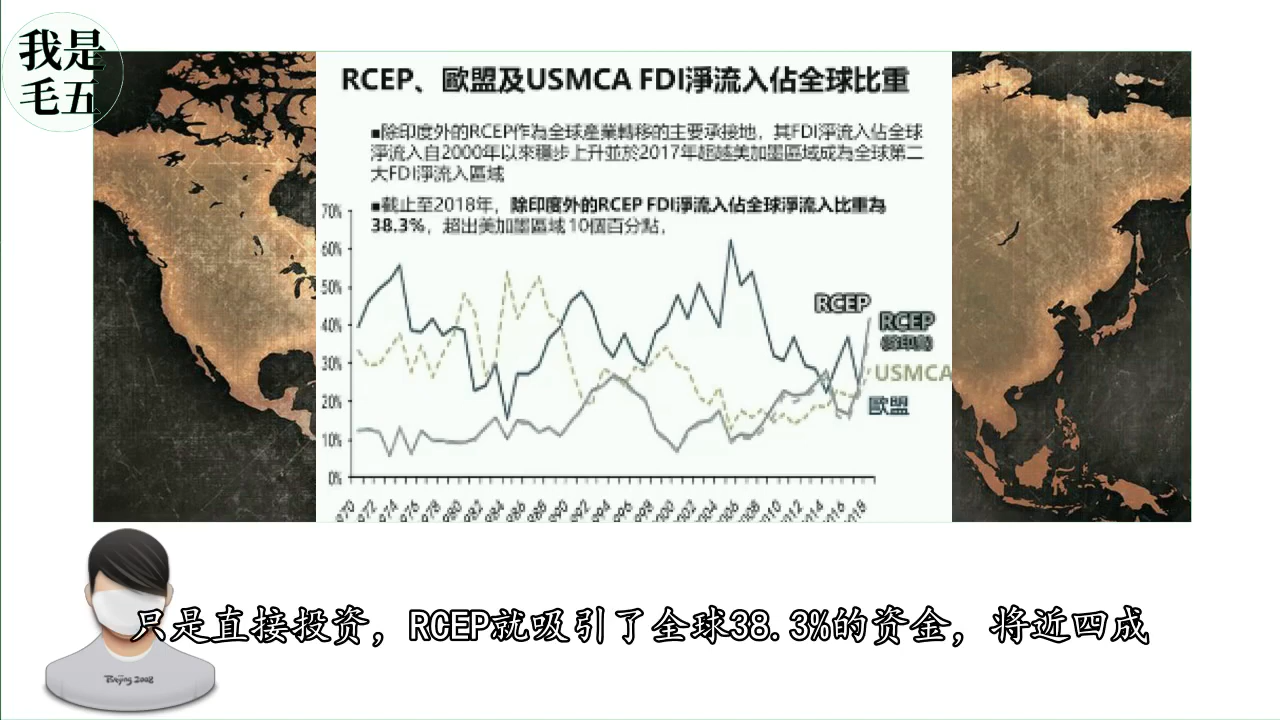 我是
毛五
RCEP、歐盟及USMCA FDI淨流入佔全球比重
■除印度外的RCEP作為全球產業轉移的主要承接地，其FDI淨流入佔全球
淨流入自2000年以來穩步上升並於2017年超越美加墨區域成為全球第二
大FDI淨流入區域
■截止至2018年，除印度外的RCEP FDI淨流入佔全球淨流入比重為
38.3%，超出美加墨區域10個百分點，
70%
60%
50%
40%
30%
20%
10%
0%
RCEP
RCEP
USMCA
歐盟
只是直接投资，RCEP就吸引了全球38.3%的资金，将近四成
Beijing 2008